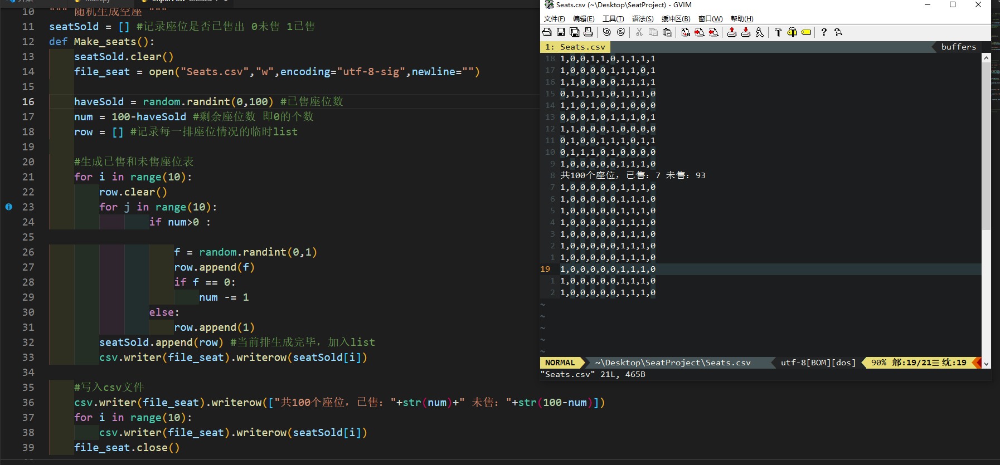 main.py import csv Untitled-1
10 """ 随机生成空座 """
11 seatSold = [] #记录座位是否已售出 0未售 1已售
12 def Make_seats():
13 seatSold.clear()
14 file_seat = open("Seats.csv","w",encoding="utf-8-sig",newline="")
15
16 haveSold = random.randint(0,100) #已售座位数
17 num = 100-haveSold #剩余座位数 即0的个数
18 row = [] #记录每一排座位情况的临时list
19
20 #生成已售和未售座位表
21 for i in range(10):
22 row.clear()
23 for j in range(10):
24 if num>0 :
25
26 f = random.randint(0,1)
27 row.append(f)
28 if f == 0:
29 num -= 1
30 else:
31 row.append(1)
32 seatSold.append(row) #当前排生成完毕，加入list
33 csv.writer(file_seat).writerow(seatSold[i])
34
35 #写入csv文件
36 csv.writer(file_seat).writerow(["共100个座位，已售："+str(num)+" 未售："+str(100-num)])
37 for i in range(10):
38 csv.writer(file_seat).writerow(seatSold[i])
39 file_seat.close()
Seats.csv (~\Desktop\SeatProject) - GVIM
文件(F) 编辑(E) 工具(T) 语法(S) 缓冲区(B) 窗口(W) 帮助(H)
1: Seats.csv buffers
18 1,0,0,1,1,0,1,1,1,1
17 1,0,0,0,0,1,1,1,0,1
16 1,1,0,0,0,0,1,1,1,1
15 0,1,1,1,1,0,1,1,1,0
14 1,1,0,1,0,0,1,0,0,0
13 0,0,0,1,0,1,1,1,0,1
12 1,1,0,0,0,1,0,0,0,0
11 0,1,0,0,1,1,1,0,1,1
10 0,1,1,1,0,1,0,0,0,0
9 1,0,0,0,0,0,1,1,1,0
8 共100个座位，已售：7 未售：93
7 1,0,0,0,0,0,1,1,1,0
6 1,0,0,0,0,0,1,1,1,0
5 1,0,0,0,0,0,1,1,1,0
4 1,0,0,0,0,0,1,1,1,0
3 1,0,0,0,0,0,1,1,1,0
2 1,0,0,0,0,0,1,1,1,0
1 1,0,0,0,0,0,1,1,1,0
19 1,0,0,0,0,0,1,1,1,0
1 1,0,0,0,0,0,1,1,1,0
2 1,0,0,0,0,0,1,1,1,0
~
~
~
~
~
NORMAL ~\Desktop\SeatProject\Seats.csv utf-8[BOM][dos] 90% :19/21 :19
"Seats.csv" 21L, 465B